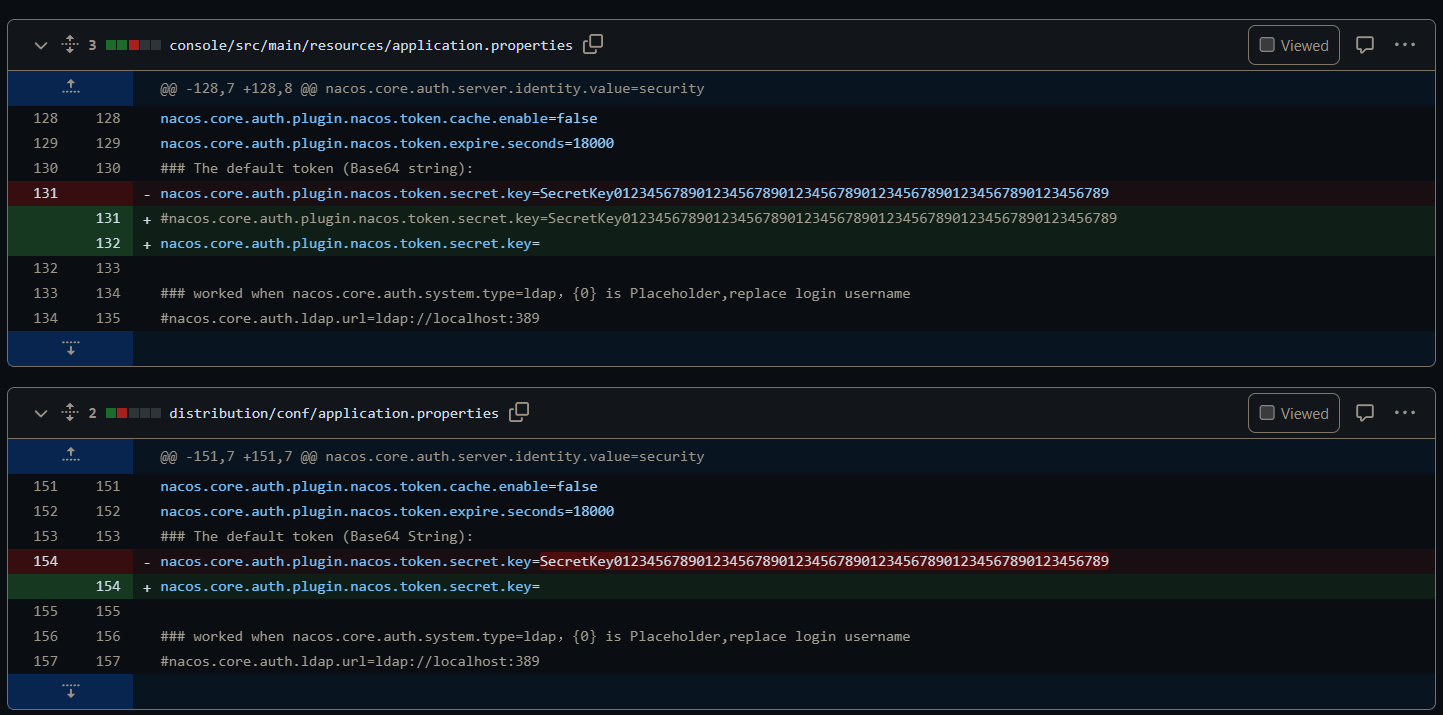 3 console/src/main/resources/application.properties Viewed
@@ -128,7 +128,8 @@ nacos.core.auth.server.identity.value=security
128 128 nacos.core.auth.plugin.nacos.token.cache.enable=false
129 129 nacos.core.auth.plugin.nacos.token.expire.seconds=18000
130 130 ### The default token (Base64 string):
131 - nacos.core.auth.plugin.nacos.token.secret.key=SecretKey012345678901234567890123456789012345678901234567890123456789
131 + #nacos.core.auth.plugin.nacos.token.secret.key=SecretKey012345678901234567890123456789012345678901234567890123456789
132 + nacos.core.auth.plugin.nacos.token.secret.key=
132 133
133 134 ### worked when nacos.core.auth.system.type=ldap，{0} is Placeholder,replace login username
134 135 #nacos.core.auth.ldap.url=ldap://localhost:389
2 distribution/conf/application.properties Viewed
@@ -151,7 +151,7 @@ nacos.core.auth.server.identity.value=security
151 151 nacos.core.auth.plugin.nacos.token.cache.enable=false
152 152 nacos.core.auth.plugin.nacos.token.expire.seconds=18000
153 153 ### The default token (Base64 String):
154 - nacos.core.auth.plugin.nacos.token.secret.key=SecretKey012345678901234567890123456789012345678901234567890123456789
154 + nacos.core.auth.plugin.nacos.token.secret.key=
155 155
156 156 ### worked when nacos.core.auth.system.type=ldap，{0} is Placeholder,replace login username
157 157 #nacos.core.auth.ldap.url=ldap://localhost:389